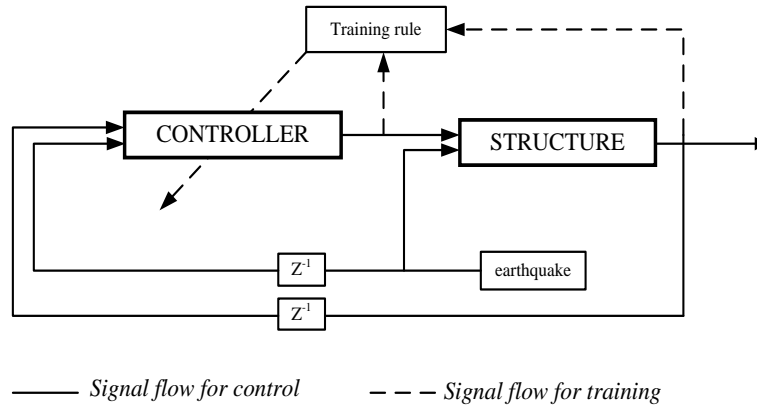 Training rule
CONTROLLER
STRUCTURE
Z⁻¹
earthquake
Z⁻¹
Signal flow for control
Signal flow for training